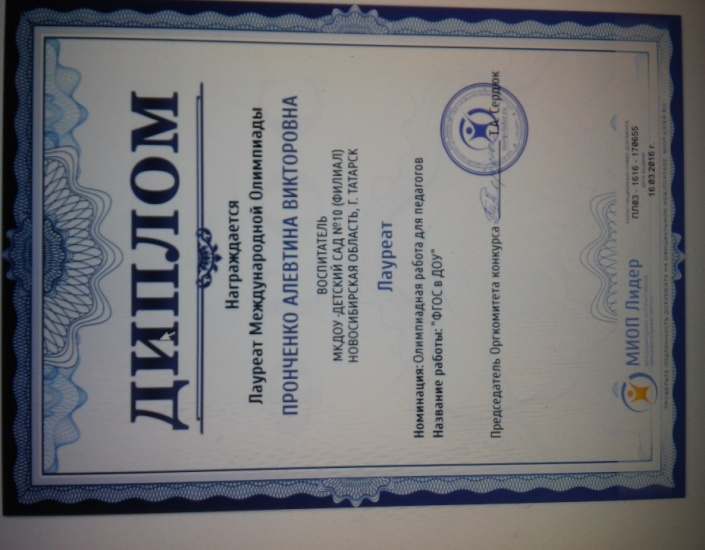 ДИПЛОМ
Награждается
Лауреат Международной Олимпиады
ПРОНЧЕНКО АЛЕВТИНА ВИКТОРОВНА
ВОСПИТАТЕЛЬ
МКДОУ -ДЕТСКИЙ САД №10 (ФИЛИАЛ)
НОВОСИБИРСКАЯ ОБЛАСТЬ, Г. ТАТАРСК
Лауреат
Номинация:Олимпиадная работа для педагогов
Название работы: "ФГОС в ДОУ"
Председатель Оргкомитета конкурса Т.А. Сердюк
МИОП Лидер
ПЛ03 - 1616 - 170655
16.03.2016 г.